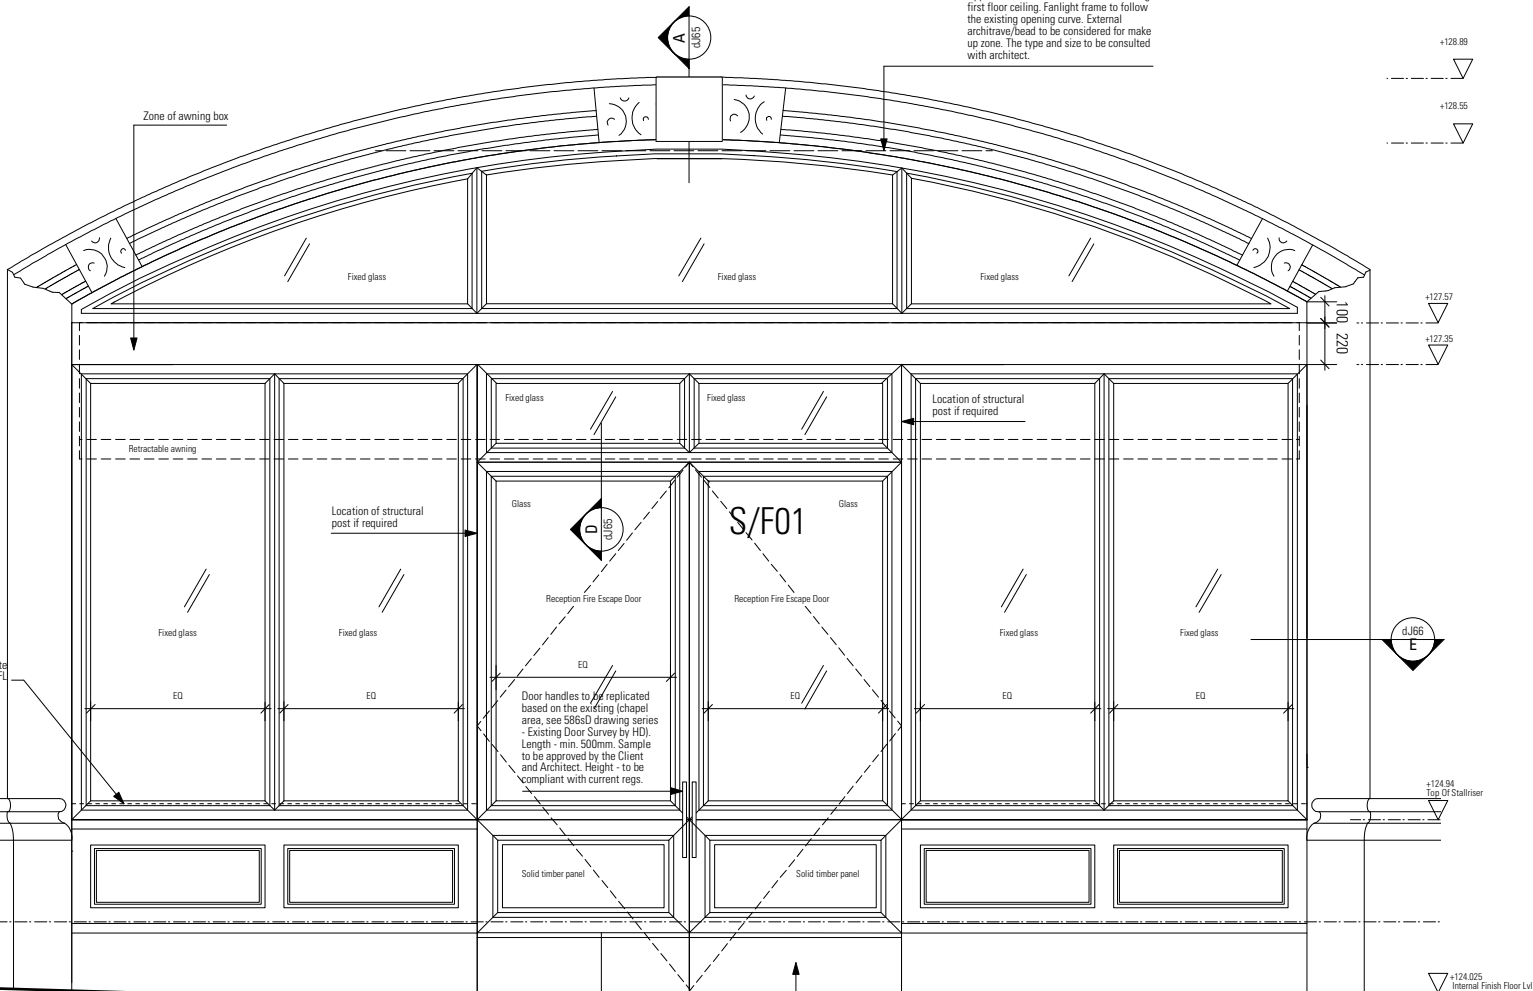 first floor ceiling. Fanlight frame to follow
the existing opening curve. External
architrave/bead to be considered for make
up zone. The type and size to be consulted
with architect.
A
dJ65
+128.89
+128.55
Zone of awning box
Fixed glass
Fixed glass
Fixed glass
+127.57
100
220
+127.35
Fixed glass
Fixed glass
Location of structural
post if required
Retractable awning
Glass
Glass
Location of structural
post if required
D
dJ65
S/F01
Reception Fire Escape Door
Reception Fire Escape Door
Fixed glass
Fixed glass
Fixed glass
Fixed glass
dJ66
E
EQ
EQ
EQ
EQ
EQ
EQ
Door handles to be replicated
based on the existing (chapel
area, see 586sD drawing series
- Existing Door Survey by HD).
Length - min. 500mm. Sample
to be approved by the Client
and Architect. Height - to be
compliant with current regs.
+124.94
Top Of Stallriser
Solid timber panel
Solid timber panel
+124.025
Internal Finish Floor Lvl